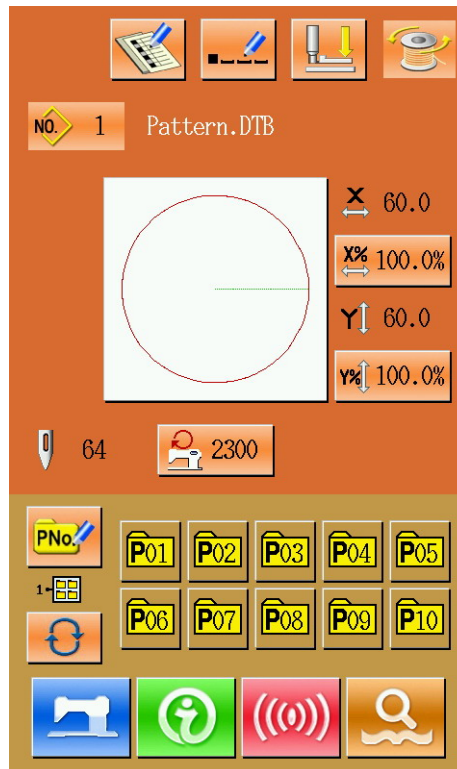 NO. 1 Pattern.DTB
X 60.0
X% 100.0%
Y 60.0
Y% 100.0%
64 2300
PNo.
P01 P02 P03 P04 P05
1-
P06 P07 P08 P09 P10